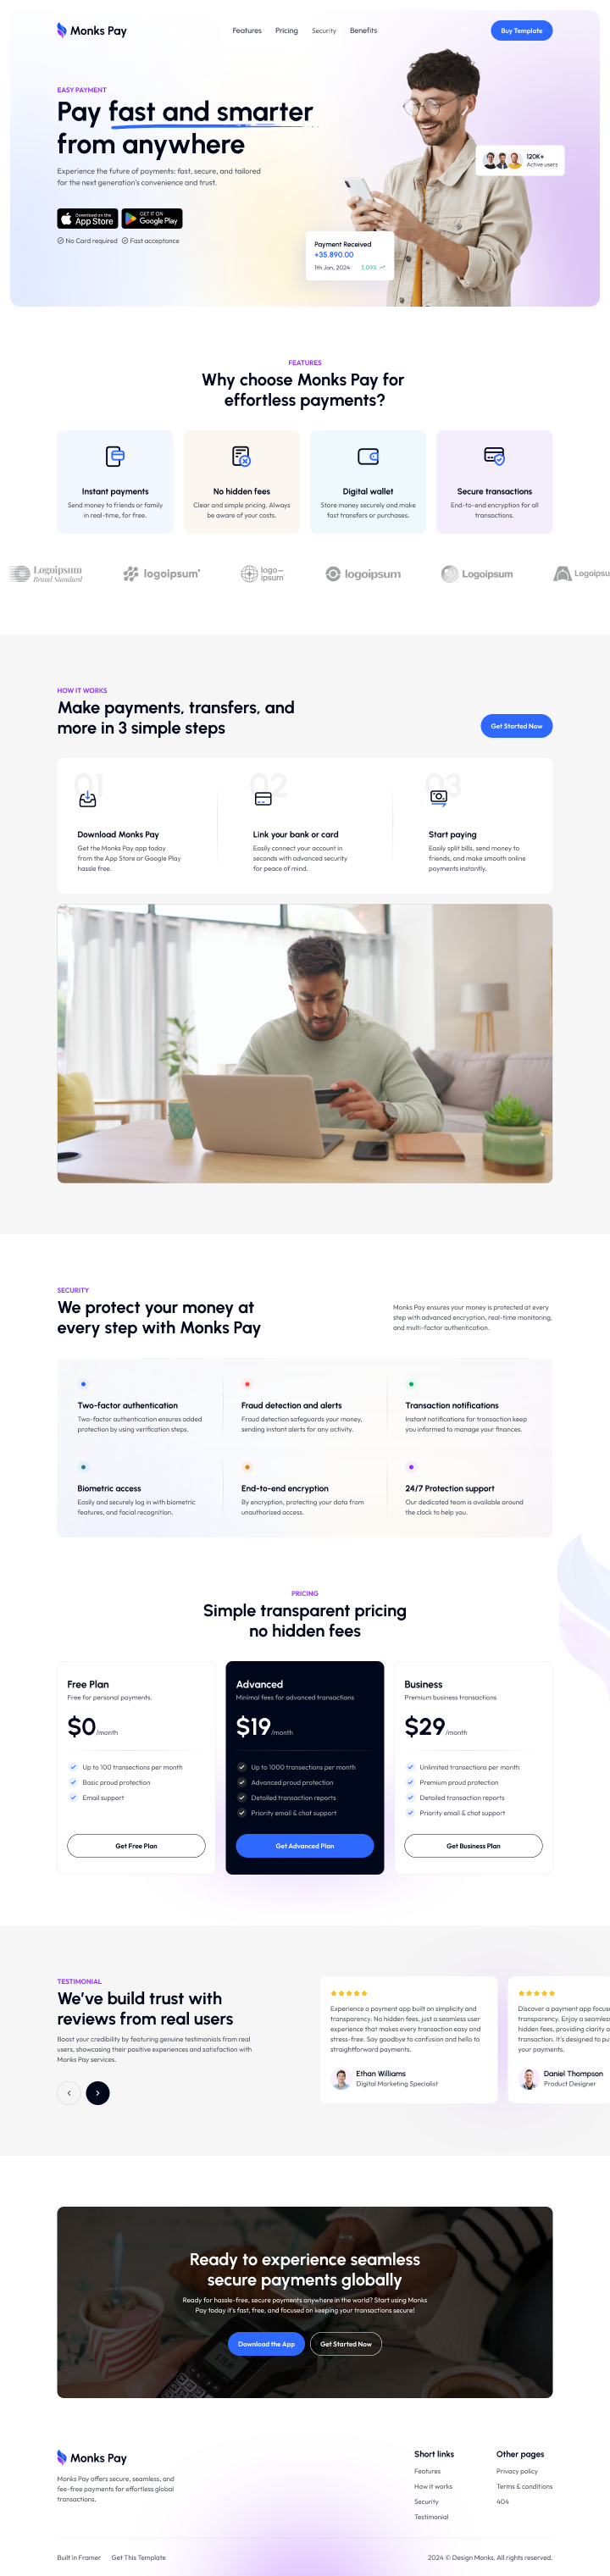 Monks Pay
Features
Pricing
Security
Benefits
Buy Template
EASY PAYMENT
Pay fast and smarter
from anywhere
Experience the future of payments: fast, secure, and tailored
for the next generation's convenience and trust.
Download on the
App Store
GET IT ON
Google Play
No Card required
Fast acceptance
120K+
Active users
Payment Received
+35,890.00
1th Jan, 2024
3.09%
FEATURES
Why choose Monks Pay for
effortless payments?
Instant payments
Send money to friends or family
in real-time, for free.
No hidden fees
Clear and simple pricing. Always
be aware of your costs.
Digital wallet
Store money securely and make
fast transfers or purchases.
Secure transactions
End-to-end encryption for all
transactions.
Logoipsum
Brand Standard
logoipsum
logo—
ipsum
logoipsum
Logoipsum
Logoipsu
HOW IT WORKS
Make payments, transfers, and
more in 3 simple steps
Get Started Now
01
Download Monks Pay
Get the Monks Pay app today
from the App Store or Google Play
hassle free.
02
Link your bank or card
Easily connect your account in
seconds with advanced security
for peace of mind.
03
Start paying
Easily split bills, send money to
friends, and make smooth online
payments instantly.
SECURITY
We protect your money at
every step with Monks Pay
Monks Pay ensures your money is protected at every
step with advanced encryption, real-time monitoring,
and multi-factor authentication.
Two-factor authentication
Two-factor authentication ensures added
protection by using verification steps.
Fraud detection and alerts
Fraud detection safeguards your money,
sending instant alerts for any activity.
Transaction notifications
Instant notifications for transaction keep
you informed to manage your finances.
Biometric access
Easily and securely log in with biometric
features, and facial recognition.
End-to-end encryption
By encryption, protecting your data from
unauthorized access.
24/7 Protection support
Our dedicated team is available around
the clock to help you.
PRICING
Simple transparent pricing
no hidden fees
Free Plan
Free for personal payments.
$0/month
Up to 100 transections per month
Basic proud protection
Email support
Get Free Plan
Advanced
Minimal fees for advanced transactions
$19/month
Up to 1000 transections per month
Advanced proud protection
Detailed transaction reports
Priority email & chat support
Get Advanced Plan
Business
Premium business transactions
$29/month
Unlimited transections per month
Premium proud protection
Detailed transaction reports
Priority email & chat support
Get Business Plan
TESTIMONIAL
We've build trust with
reviews from real users
Boost your credibility by featuring genuine testimonials from real
users, showcasing their positive experiences and satisfaction with
Monks Pay services.
Experience a payment app built on simplicity and
transparency. No hidden fees, just a seamless user
experience that makes every transaction easy and
stress-free. Say goodbye to confusion and hello to
straightforward payments.
Ethan Williams
Digital Marketing Specialist
Discover a payment app focuse
transparency. Enjoy a seamless
hidden fees, providing clarity a
transaction. It's designed to pu
your payments.
Daniel Thompson
Product Designer
Ready to experience seamless
secure payments globally
Ready for hassle-free, secure payments anywhere in the world? Start using Monks
Pay today it's fast, free, and focused on keeping your transactions secure!
Download the App
Get Started Now
Monks Pay
Monks Pay offers secure, seamless, and
fee-free payments for effortless global
transactions.
Short links
Features
How it works
Security
Testimonial
Other pages
Privacy policy
Terms & conditions
404
Built in Framer
Get This Template
2024 © Design Monks. All rights reserved.